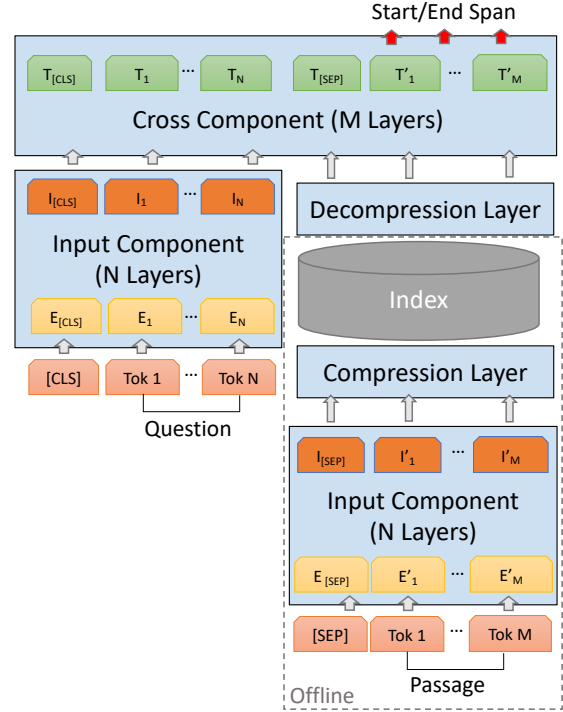 Start/End Span
T[CLS] T1 ... TN T[SEP] T'1 ... T'M
Cross Component (M Layers)
I[CLS] I1 ... IN
Input Component
(N Layers)
E[CLS] E1 ... EN
[CLS] Tok 1 ... Tok N
Question
Decompression Layer
Index
Compression Layer
I[SEP] I'1 ... I'M
Input Component
(N Layers)
E[SEP] E'1 ... E'M
[SEP] Tok 1 ... Tok M
Passage
Offline